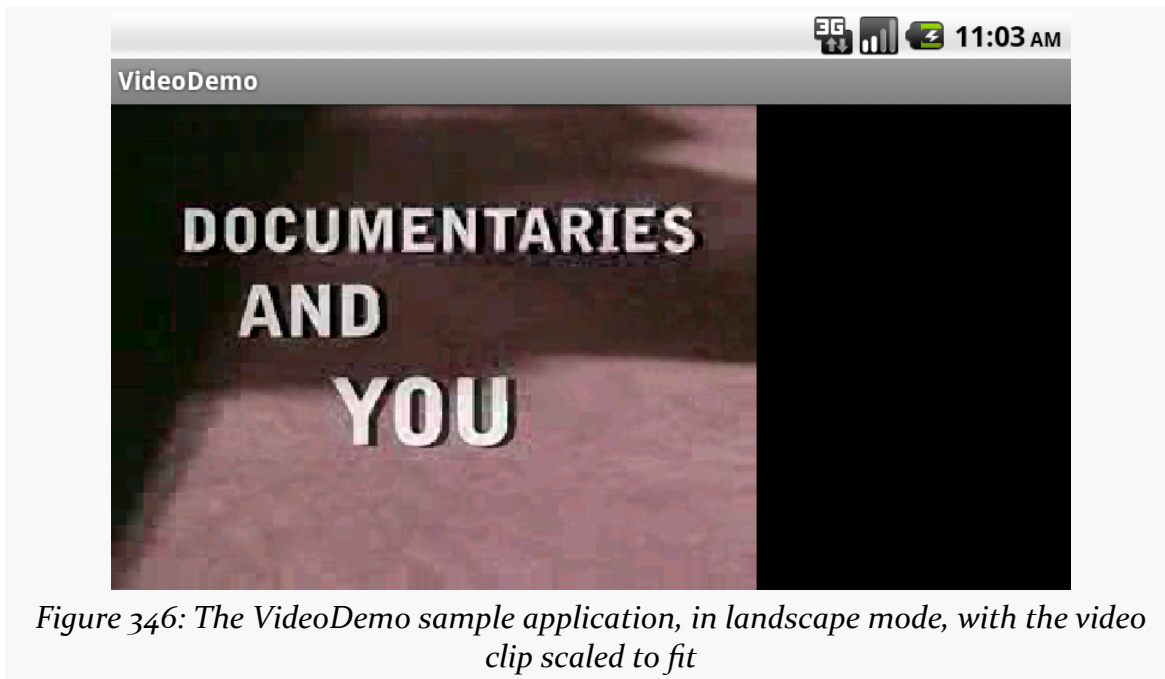 3G 11:03 AM
VideoDemo
DOCUMENTARIES
AND
YOU
Figure 346: The VideoDemo sample application, in landscape mode, with the video
clip scaled to fit